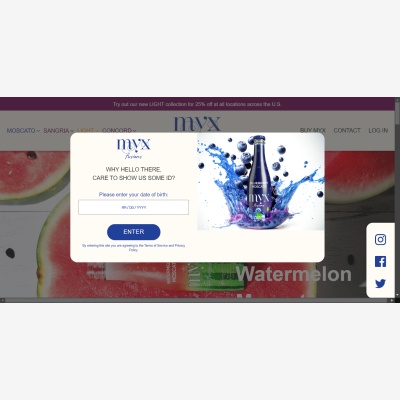 Try out our new LIGHT collection for 25% off at all locations across the U.S.
MOSCATO SANGRIA LIGHT CONCORD
myx
BUY MYX CONTACT LOG IN
myx
fusions
WHY HELLO THERE,
CARE TO SHOW US SOME ID?
Please enter your date of birth:
MM / DD / YYYY
ENTER
By entering this site you are agreeing to the Terms of Service and Privacy
Policy.
myx
MOSCATO
myx
Watermelon